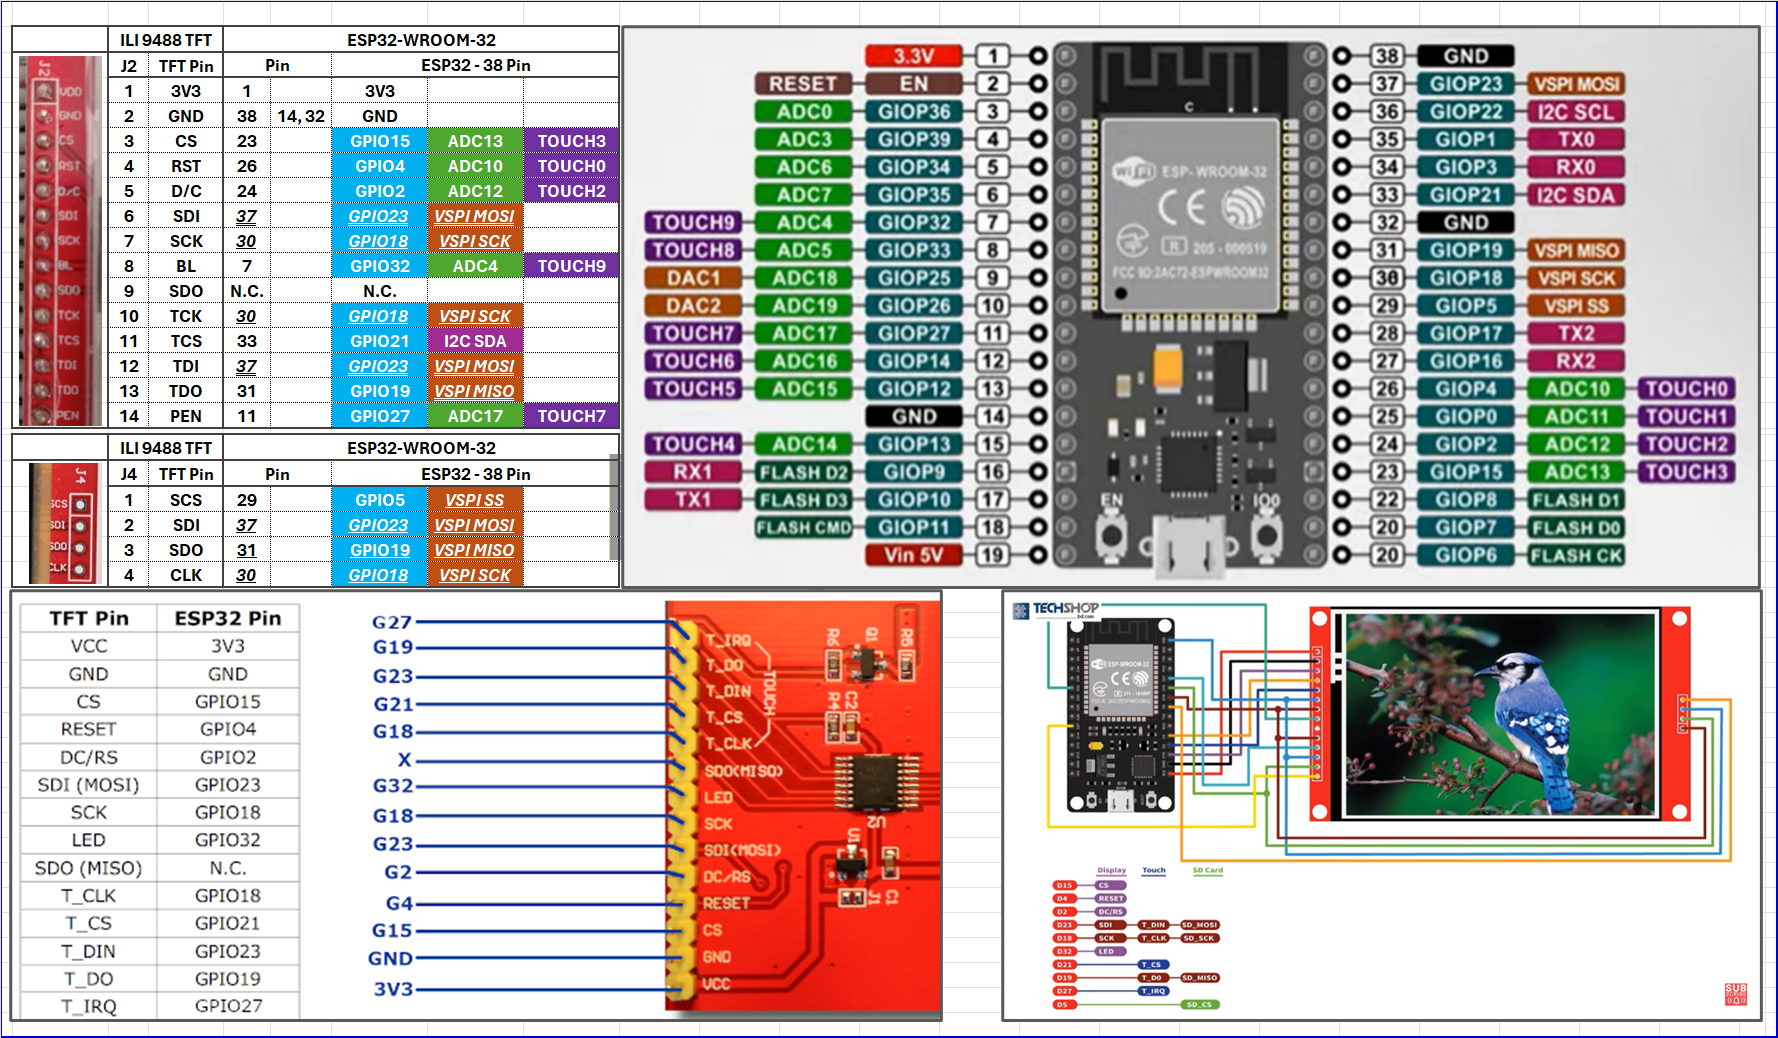 ILI 9488 TFT ESP32-WROOM-32
J2 TFT Pin Pin ESP32 - 38 Pin
1 3V3 1 3V3
2 GND 38 14, 32 GND
3 CS 23 GPIO15 ADC13 TOUCH3
4 RST 26 GPIO4 ADC10 TOUCH0
5 D/C 24 GPIO2 ADC12 TOUCH2
6 SDI 37 GPIO23 VSPI MOSI
7 SCK 30 GPIO18 VSPI SCK
8 BL 7 GPIO32 ADC4 TOUCH9
9 SDO N.C. N.C.
10 TCK 30 GPIO18 VSPI SCK
11 TCS 33 GPIO21 I2C SDA
12 TDI 37 GPIO23 VSPI MOSI
13 TDO 31 GPIO19 VSPI MISO
14 PEN 11 GPIO27 ADC17 TOUCH7
J2
VDD
GND
CS
RST
D/C
SDI
SCK
BL
SDO
TCK
TCS
TDI
TDO
PEN
ILI 9488 TFT ESP32-WROOM-32
J4 TFT Pin Pin ESP32 - 38 Pin
1 SCS 29 GPIO5 VSPI SS
2 SDI 37 GPIO23 VSPI MOSI
3 SDO 31 GPIO19 VSPI MISO
4 CLK 30 GPIO18 VSPI SCK
J4
SCS
SDI
SDO
CLK
3.3V 1
RESET EN 2
ADC0 GIOP36 3
ADC3 GIOP39 4
ADC6 GIOP34 5
ADC7 GIOP35 6
TOUCH9 ADC4 GIOP32 7
TOUCH8 ADC5 GIOP33 8
DAC1 ADC18 GIOP25 9
DAC2 ADC19 GIOP26 10
TOUCH7 ADC17 GIOP27 11
TOUCH6 ADC16 GIOP14 12
TOUCH5 ADC15 GIOP12 13
GND 14
TOUCH4 ADC14 GIOP13 15
RX1 FLASH D2 GIOP9 16
TX1 FLASH D3 GIOP10 17
FLASH CMD GIOP11 18
Vin 5V 19
C
WiFi ESP-WROOM-32
CE
R 205-000519
FCC 9D:2AC72-ESPWROOM32
EN IO0
38 GND
37 GIOP23 VSPI MOSI
36 GIOP22 I2C SCL
35 GIOP1 TX0
34 GIOP3 RX0
33 GIOP21 I2C SDA
32 GND
31 GIOP19 VSPI MISO
30 GIOP18 VSPI SCK
29 GIOP5 VSPI SS
28 GIOP17 TX2
27 GIOP16 RX2
26 GIOP4 ADC10 TOUCH0
25 GIOP0 ADC11 TOUCH1
24 GIOP2 ADC12 TOUCH2
23 GIOP15 ADC13 TOUCH3
22 GIOP8 FLASH D1
20 GIOP7 FLASH D0
20 GIOP6 FLASH CK
TFT Pin ESP32 Pin
VCC 3V3
GND GND
CS GPIO15
RESET GPIO4
DC/RS GPIO2
SDI (MOSI) GPIO23
SCK GPIO18
LED GPIO32
SDO (MISO) N.C.
T_CLK GPIO18
T_CS GPIO21
T_DIN GPIO23
T_DO GPIO19
T_IRQ GPIO27
G27 T_IRQ
G19 T_DO
G23 T_DIN
G21 T_CS
G18 T_CLK
X SDO(MISO)
G32 LED
G18 SCK
G23 SDI(MOSI)
G2 DC/RS
G4 RESET
G15 CS
GND GND
3V3 VCC
TOUCH
R6
Q1
R5
R4
C2
U2
U1
J1
C1
TECHSHOP
WiFi ESP-WROOM-32
CE
Display Touch SD Card
D15 CS
D4 RESET
D2 DC/RS
D23 SDI T_DIN SD_MOSI
D18 SCK T_CLK SD_SCK
D32 LED
D21 T_CS
D19 T_DO SD_MISO
D27 T_IRQ
D5 SD_CS
SUB